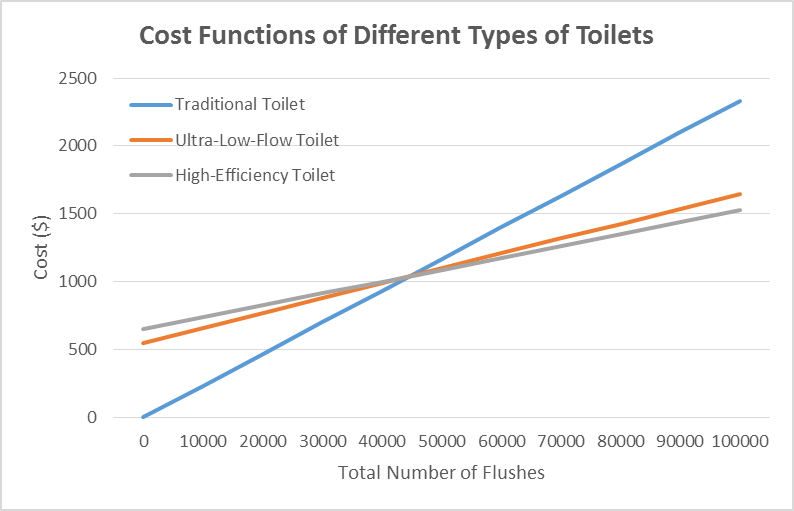 Cost Functions of Different Types of Toilets
2500
2000
1500
1000
500
0
Cost ($)
Traditional Toilet
Ultra-Low-Flow Toilet
High-Efficiency Toilet
0 10000 20000 30000 40000 50000 60000 70000 80000 90000 100000
Total Number of Flushes